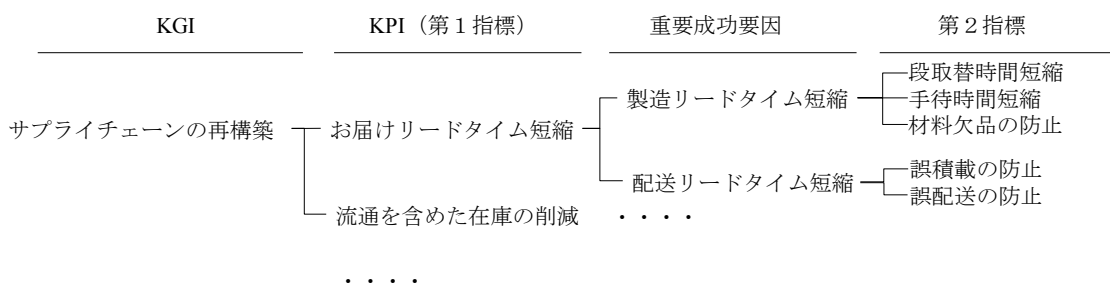 KGI
KPI(第1指標)
重要成功要因
第2指標
サプライチェーンの再構築
お届けリードタイム短縮
製造リードタイム短縮
段取替時間短縮
手待時間短縮
材料欠品の防止
配送リードタイム短縮
誤積載の防止
誤配送の防止
流通を含めた在庫の削減
・・・・
・・・・